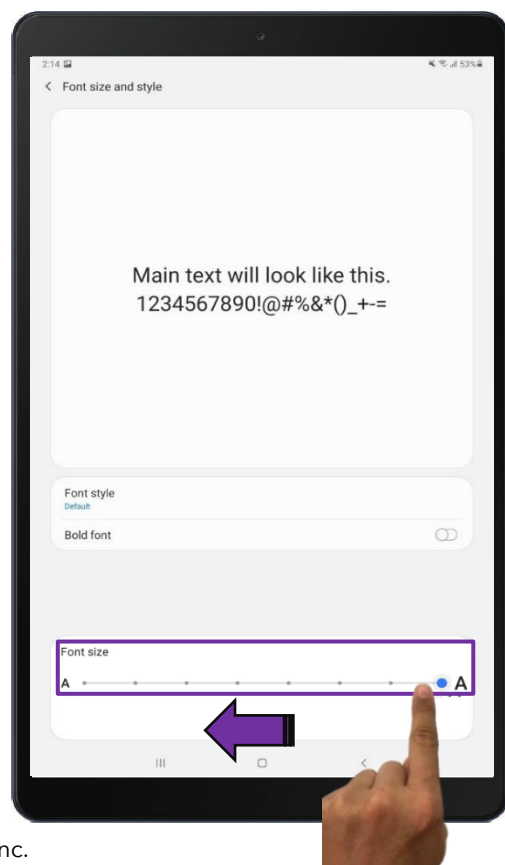 2:14 53%
Font size and style
Main text will look like this.
1234567890!@#%&*()_+-=
Font style
Default
Bold font
Font size
A A
nc.